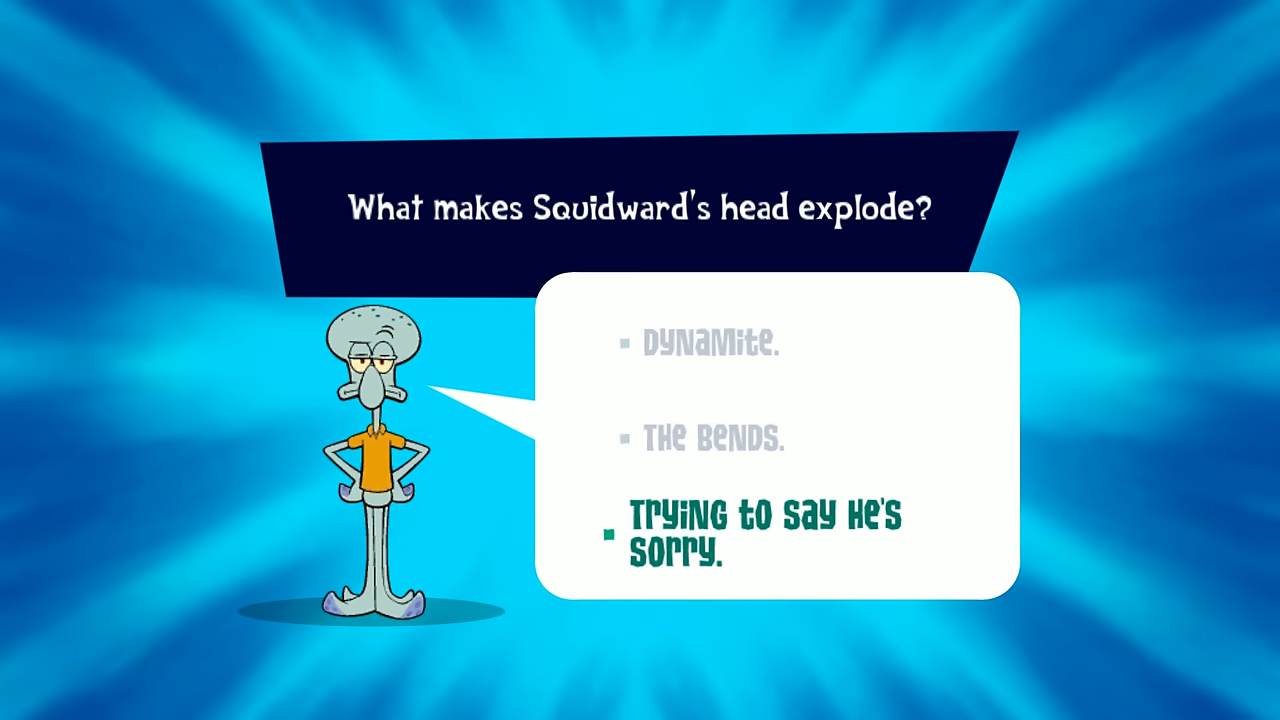 What makes Squidward's head explode?
Dynamite.
The Bends.
Trying to say he's
sorry.